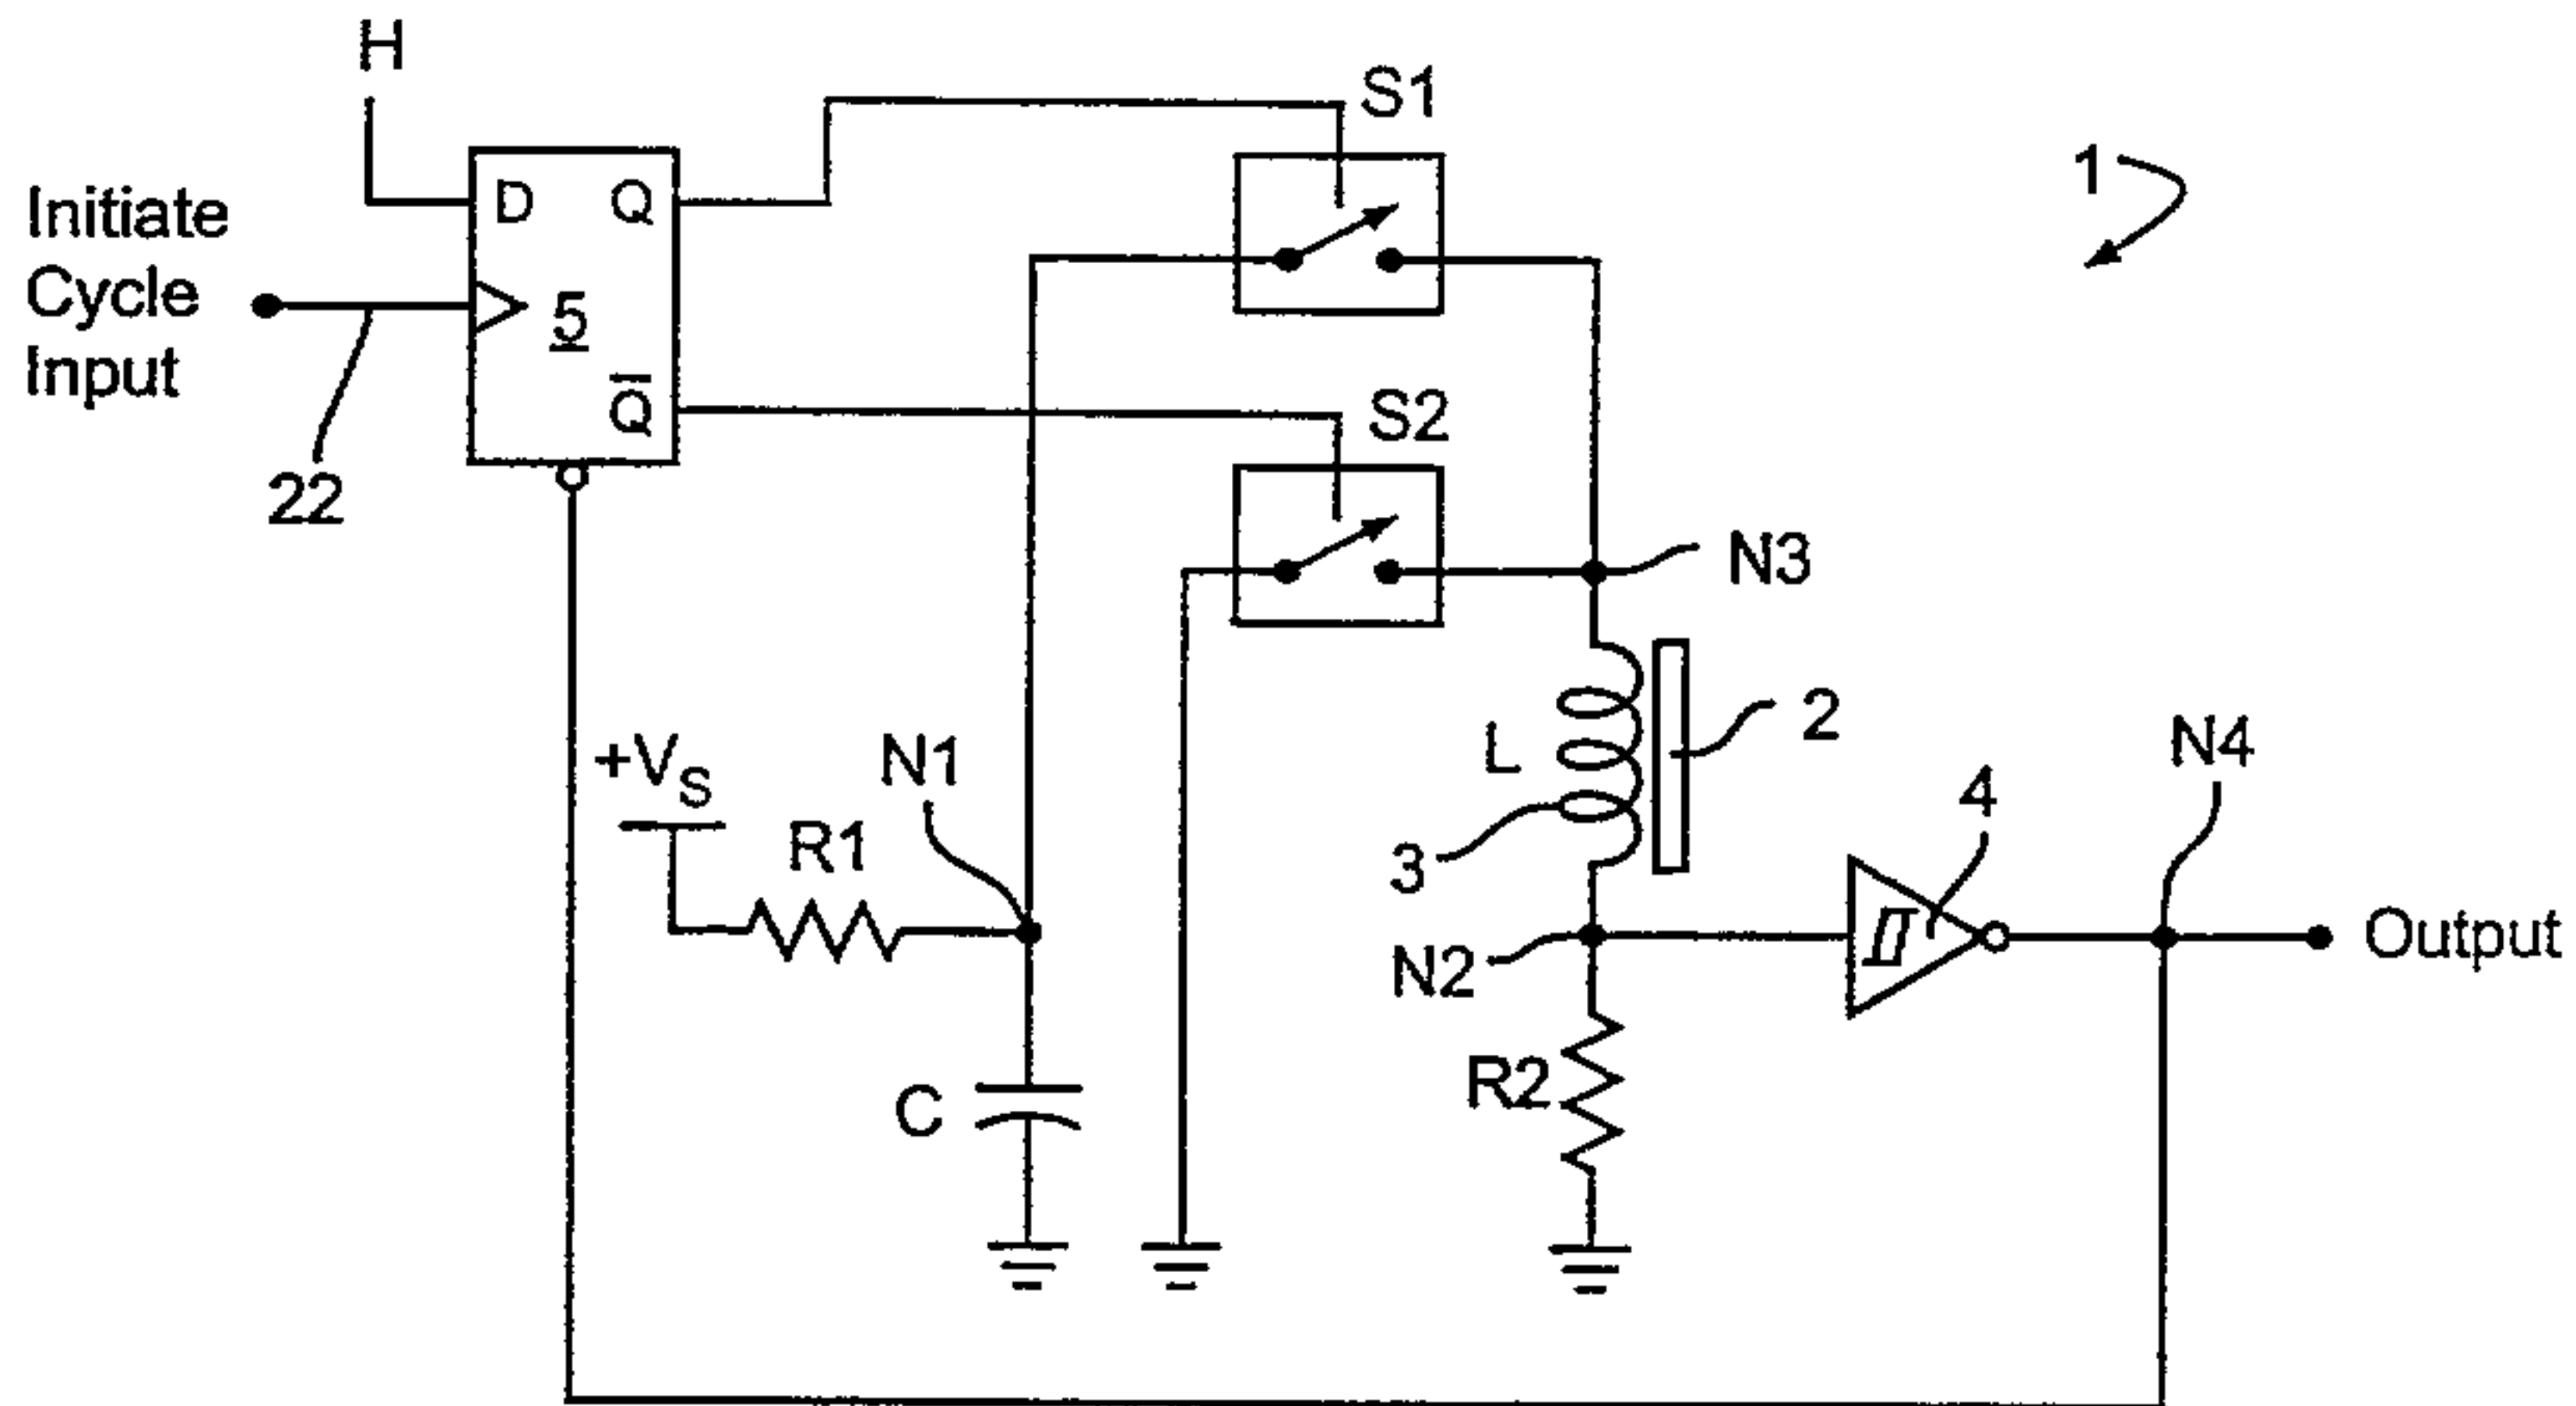 H
S1
1
D Q
Initiate
Cycle
Input
5
Q̅
S2
22
N3
+VS
N1
L
2
N4
R1
3
4
N2
Output
C
R2